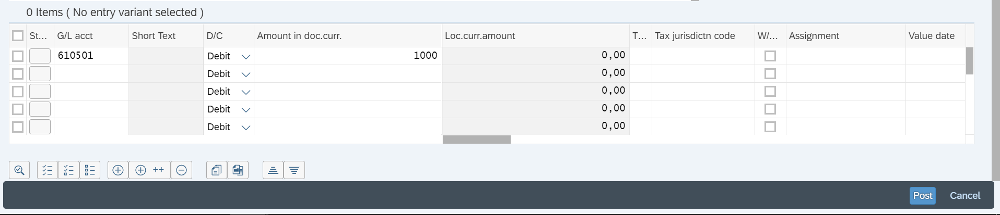 0 Items ( No entry variant selected )
St... G/L acct Short Text D/C Amount in doc.curr. Loc.curr.amount T... Tax jurisdictn code W/... Assignment Value date
610501 Debit 1000 0,00
Debit 0,00
Debit 0,00
Debit 0,00
Debit 0,00
++
Post Cancel